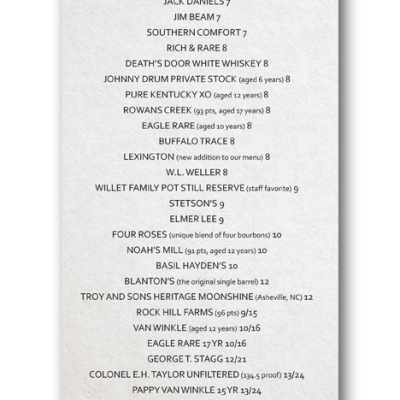 JACK DANIELS 7
JIM BEAM 7
SOUTHERN COMFORT 7
RICH & RARE 8
DEATH'S DOOR WHITE WHISKEY 8
JOHNNY DRUM PRIVATE STOCK (aged 6 years) 8
PURE KENTUCKY XO (aged 12 years) 8
ROWANS CREEK (93 pts, aged 17 years) 8
EAGLE RARE (aged 10 years) 8
BUFFALO TRACE 8
LEXINGTON (new addition to our menu) 8
W.L. WELLER 8
WILLET FAMILY POT STILL RESERVE (staff favorite) 9
STETSON'S 9
ELMER LEE 9
FOUR ROSES (unique blend of four bourbons) 10
NOAH'S MILL (91 pts, aged 12 years) 10
BASIL HAYDEN'S 10
BLANTON'S (the original single barrel) 12
TROY AND SONS HERITAGE MOONSHINE (Asheville, NC) 12
ROCK HILL FARMS (96 pts) 9/15
VAN WINKLE (aged 12 years) 10/16
EAGLE RARE 17 YR 10/16
GEORGE T. STAGG 12/21
COLONEL E.H. TAYLOR UNFILTERED (134.5 proof) 13/24
PAPPY VAN WINKLE 15 YR 13/24